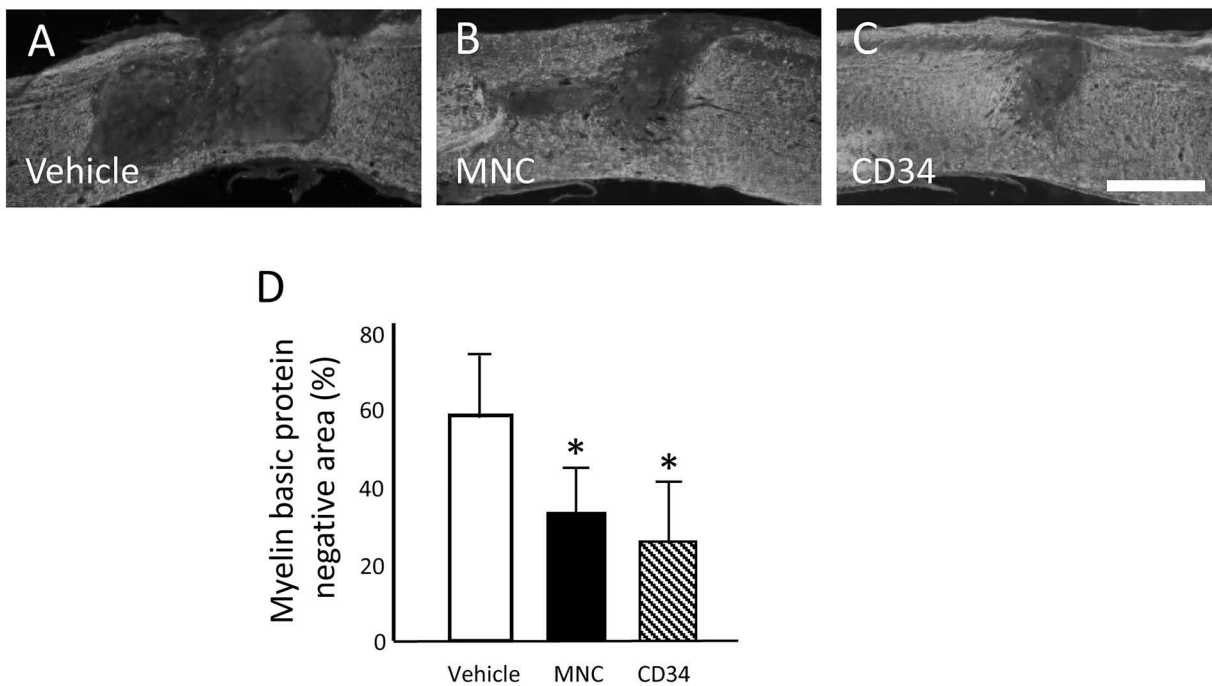 A
Vehicle
B
MNC
C
CD34
D
Myelin basic protein
negative area (%)
80
60
40
20
0
*
*
Vehicle
MNC
CD34